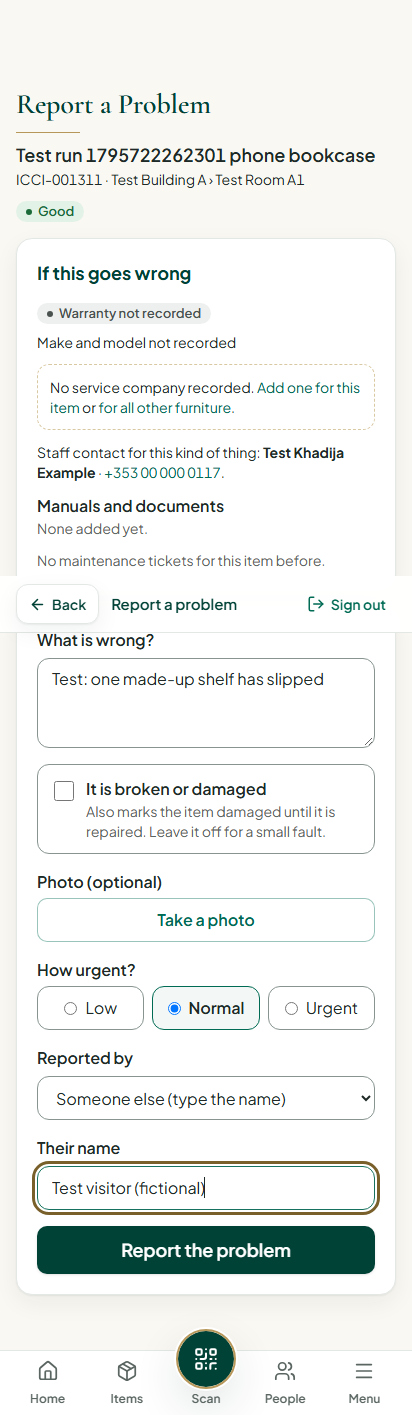 Report a Problem
Test run 1795722262301 phone bookcase
ICCI-001311 · Test Building A › Test Room A1
Good
If this goes wrong
Warranty not recorded
Make and model not recorded
No service company recorded. Add one for this
item or for all other furniture.
Staff contact for this kind of thing: Test Khadija
Example · +353 00 000 0117.
Manuals and documents
None added yet.
No maintenance tickets for this item before.
Back
Report a problem
Sign out
What is wrong?
Test: one made-up shelf has slipped
It is broken or damaged
Also marks the item damaged until it is
repaired. Leave it off for a small fault.
Photo (optional)
Take a photo
How urgent?
Low
Normal
Urgent
Reported by
Someone else (type the name)
Their name
Test visitor (fictional)
Report the problem
Home
Items
Scan
People
Menu